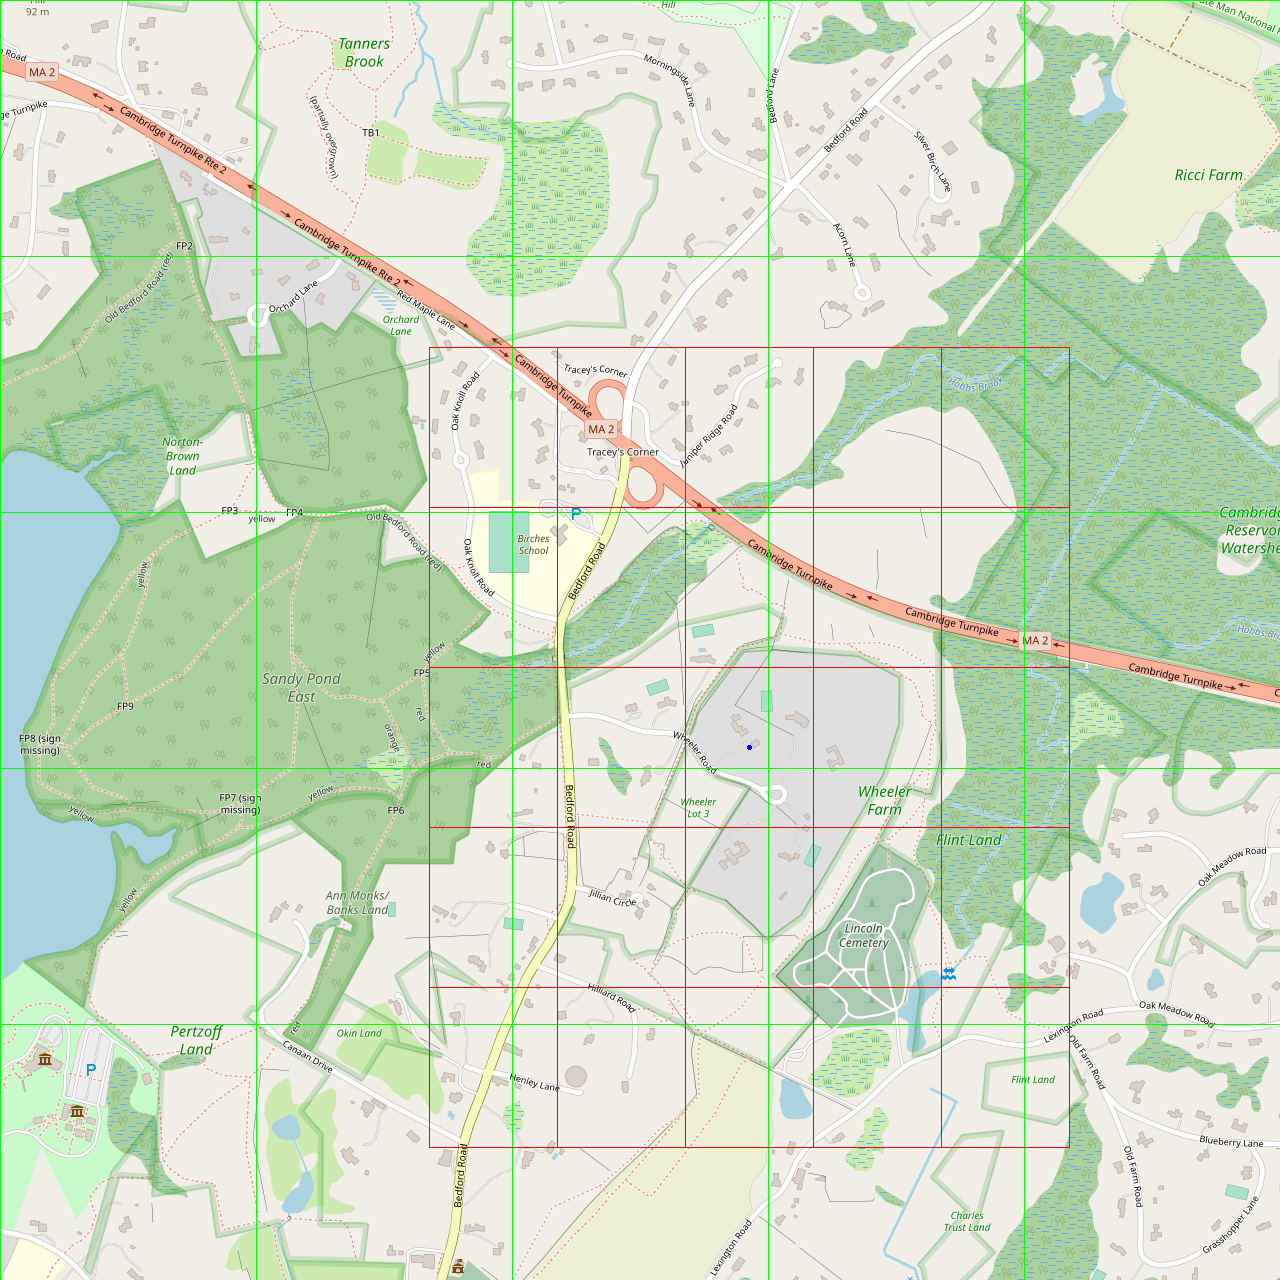 92 m
Hill
ate Man National
MA 2
Road
ge Turnpike
Tanners
Brook
Morningside Lane
Bedford Lane
Bedford Road
Cambridge Turnpike Rte 2
(partially overgrown)
TB1
Silver Birch Lane
Ricci Farm
Acorn Lane
FP2
Cambridge Turnpike Rte 2
Old Bedford Road (red)
Orchard Lane
Red Maple Lane
Orchard
Lane
Cambridge Turnpike
Tracey's Corner
Hobbs Brook
Oak Knoll Road
MA 2
Juniper Ridge Road
Tracey's Corner
Norton-
Brown
Land
FP3
yellow
FP4
Old Bedford Road (red)
P
Birches
School
Bedford Road
Oak Knoll Road
Cambridge Turnpike
Cambridge Turnpike
MA 2
Cambridge Turnpike
yellow
yellow
FP5
Sandy Pond
East
FP9
red
orange
FP8 (sign
missing)
Wheeler Road
red
yellow
FP7 (sign
missing)
yellow
FP6
Bedford Road
Wheeler
Lot 3
Wheeler
Farm
Flint Land
Oak Meadow Road
yellow
Ann Monks/
Banks Land
Jillian Circle
Lincoln
Cemetery
Hilliard Road
Oak Meadow Road
Lexington Road
Pertzoff
Land
red
Okin Land
Canaan Drive
P
Henley Lane
Old Farm Road
Flint Land
Blueberry Lane
Bedford Road
Old Farm Road
Charles
Trust Land
Grasshopper Lane
Lexington Road